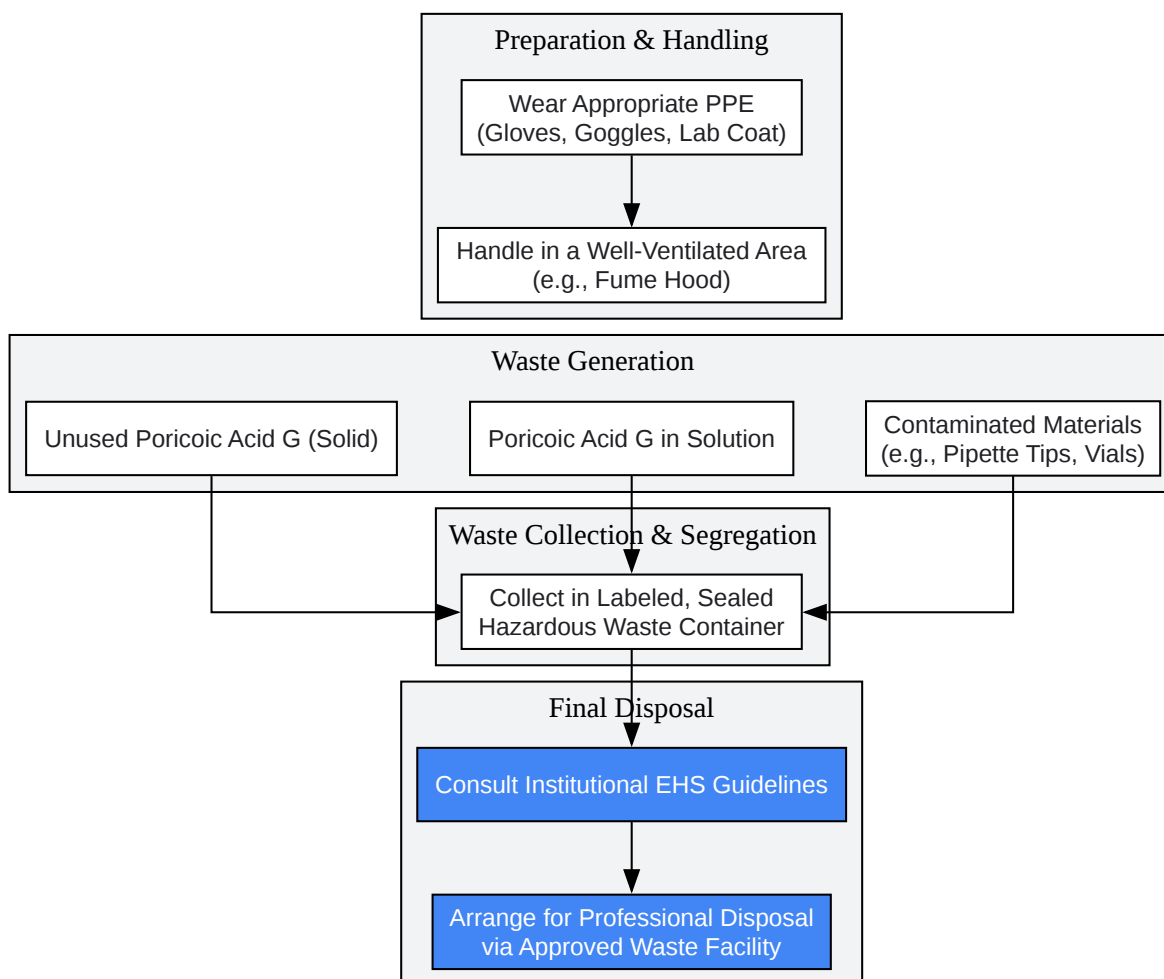 Preparation & Handling
Wear Appropriate PPE
(Gloves, Goggles, Lab Coat)
Handle in a Well-Ventilated Area
(e.g., Fume Hood)
Waste Generation
Unused Poricoic Acid G (Solid)
Poricoic Acid G in Solution
Contaminated Materials
(e.g., Pipette Tips, Vials)
Waste Collection & Segregation
Collect in Labeled, Sealed
Hazardous Waste Container
Final Disposal
Consult Institutional EHS Guidelines
Arrange for Professional Disposal
via Approved Waste Facility